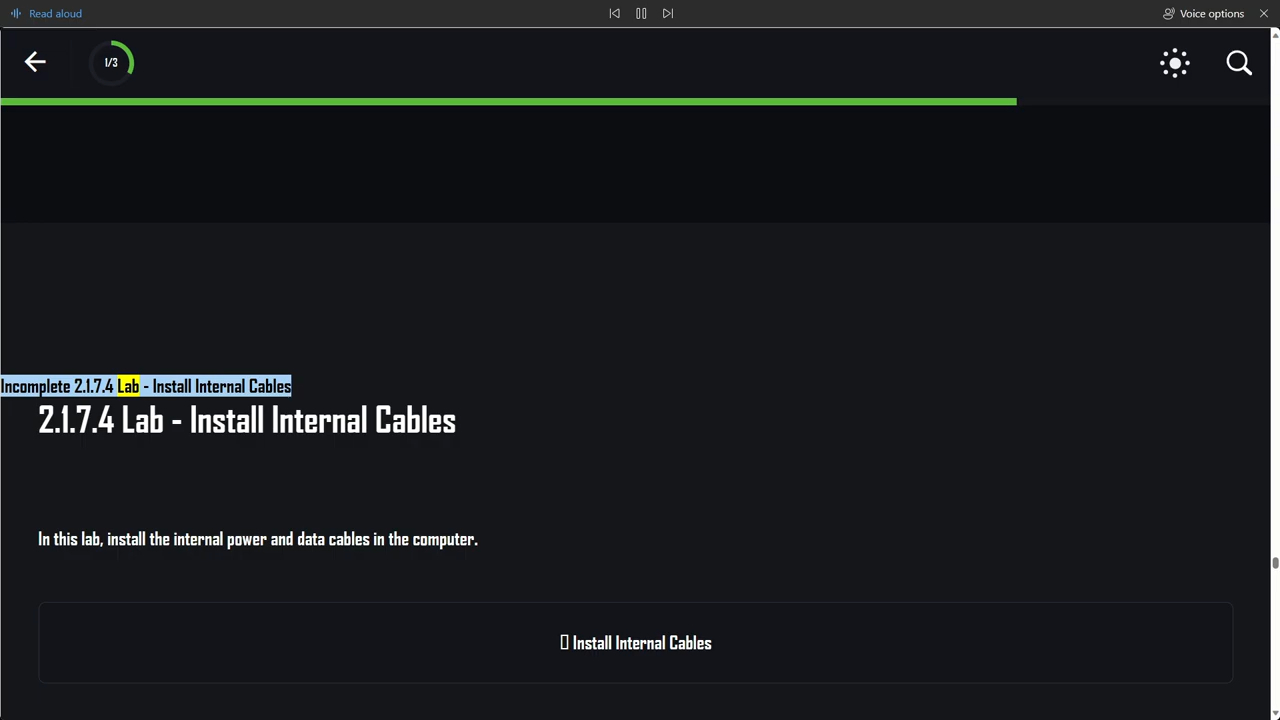 Read aloud
Voice options
1/3
Incomplete 2.1.7.4 Lab - Install Internal Cables
2.1.7.4 Lab - Install Internal Cables
In this lab, install the internal power and data cables in the computer.
Install Internal Cables